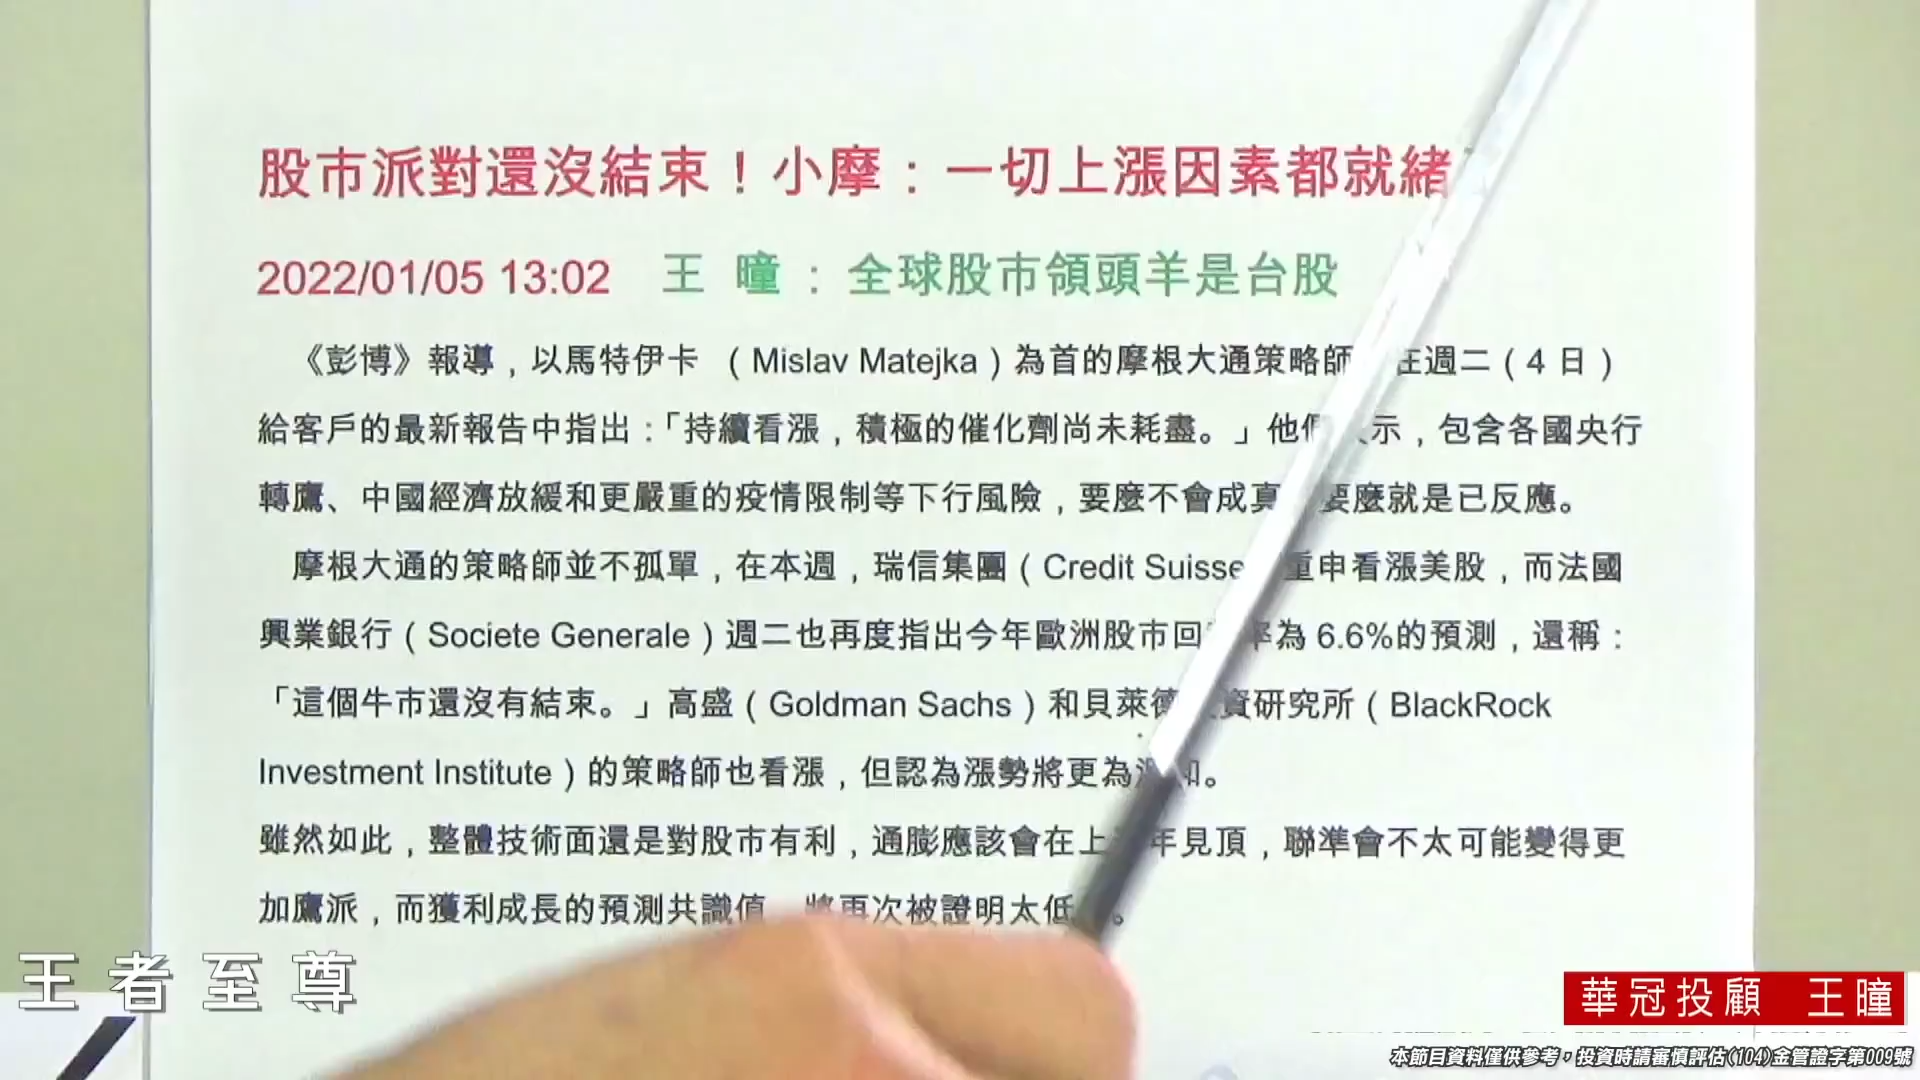 股市派對還沒結束！小摩：一切上漲因素都就緒
2022/01/05 13:02 王 曈 ： 全球股市領頭羊是台股
《彭博》報導，以馬特伊卡 （Mislav Matejka）為首的摩根大通策略師 在週二（4 日）
給客戶的最新報告中指出：「持續看漲，積極的催化劑尚未耗盡。」他們 示，包含各國央行
轉鷹、中國經濟放緩和更嚴重的疫情限制等下行風險，要麼不會成真 要麼就是已反應。
摩根大通的策略師並不孤單，在本週，瑞信集團（Credit Suisse 重申看漲美股，而法國
興業銀行（Societe Generale）週二也再度指出今年歐洲股市回 率為 6.6%的預測，還稱：
「這個牛市還沒有結束。」高盛（Goldman Sachs）和貝萊德 資研究所（BlackRock
Investment Institute）的策略師也看漲，但認為漲勢將更為 和。
雖然如此，整體技術面還是對股市有利，通膨應該會在上 年見頂，聯準會不太可能變得更
加鷹派，而獲利成長的預測共識值 將再次被證明太低 。
王者至尊
華冠投顧 王曈
本節目資料僅供參考，投資時請審慎評估(104)金管證字第009號